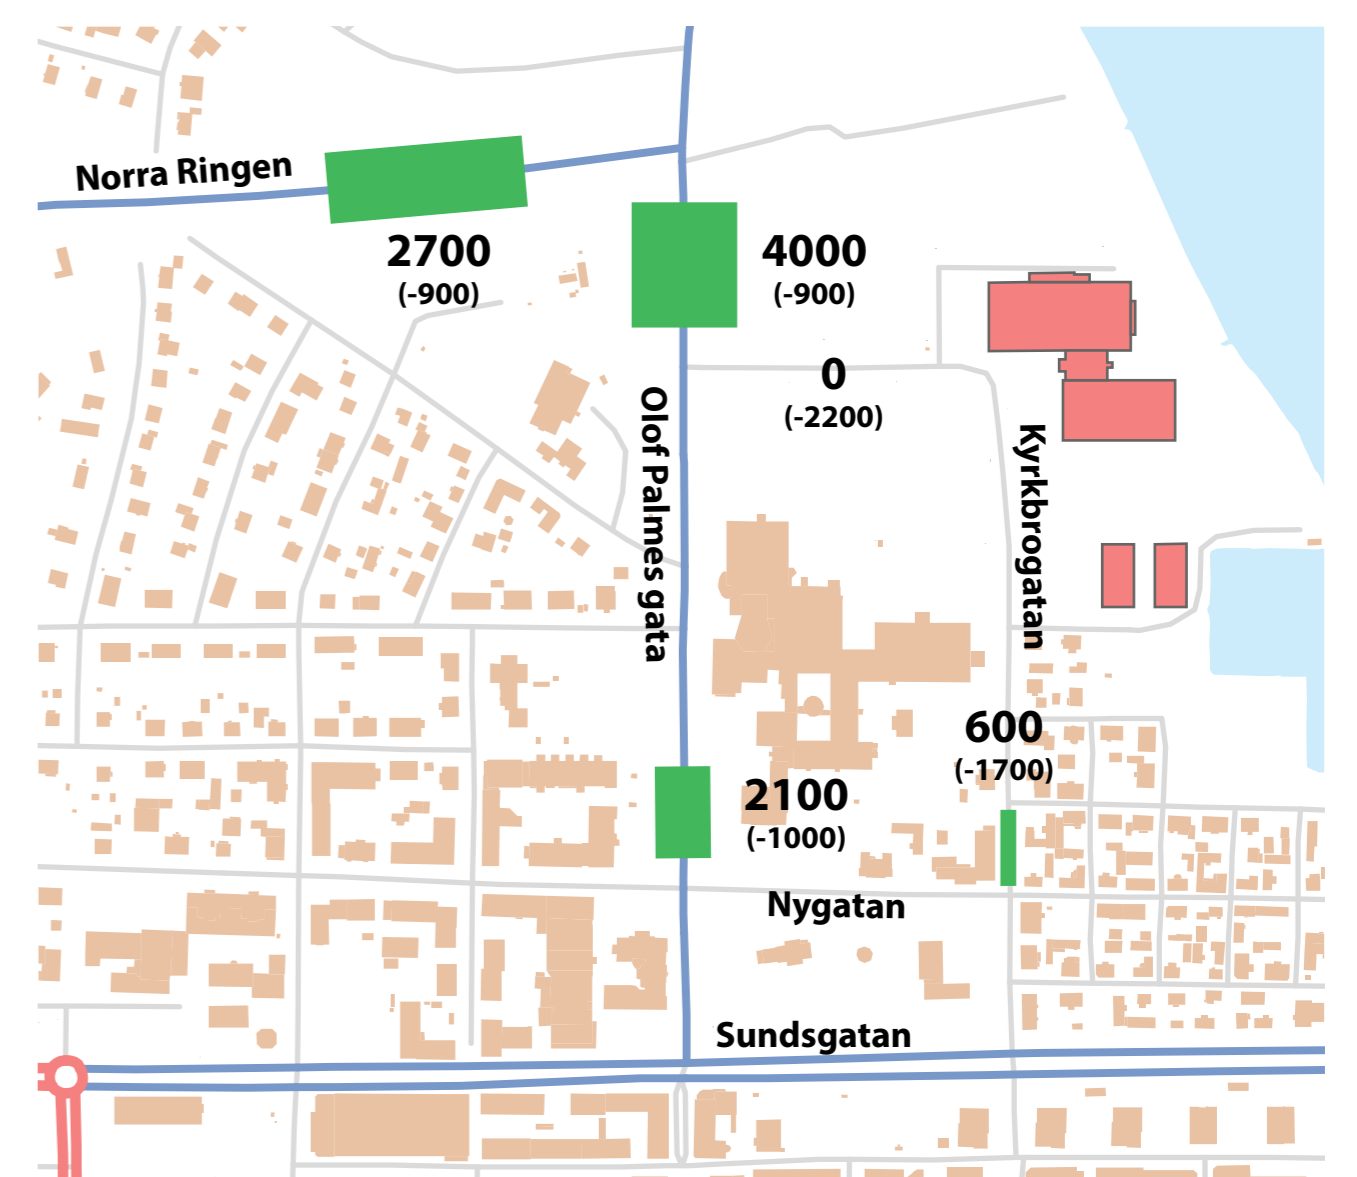 Norra Ringen
2700
(-900)
4000
(-900)
0
(-2200)
Olof Palmes gata
Kyrkbrogatan
600
(-1700)
2100
(-1000)
Nygatan
Sundsgatan